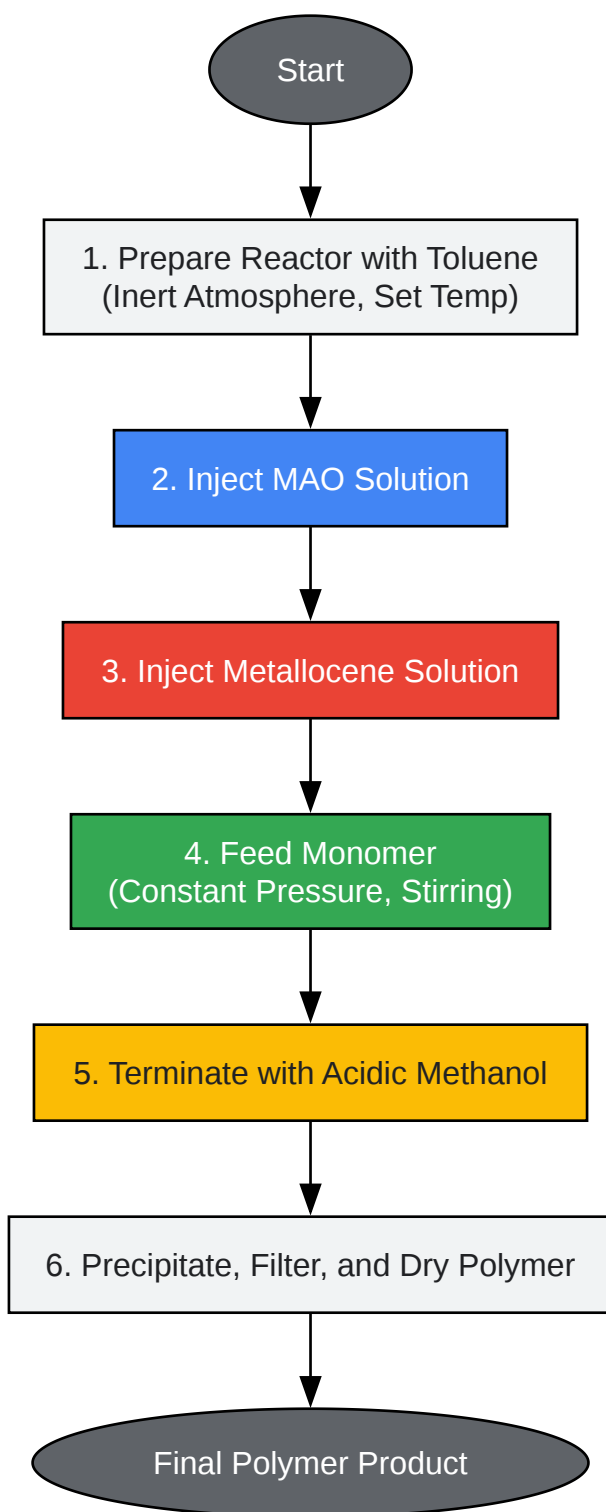 Start
1. Prepare Reactor with Toluene
(Inert Atmosphere, Set Temp)
2. Inject MAO Solution
3. Inject Metallocene Solution
4. Feed Monomer
(Constant Pressure, Stirring)
5. Terminate with Acidic Methanol
6. Precipitate, Filter, and Dry Polymer
Final Polymer Product